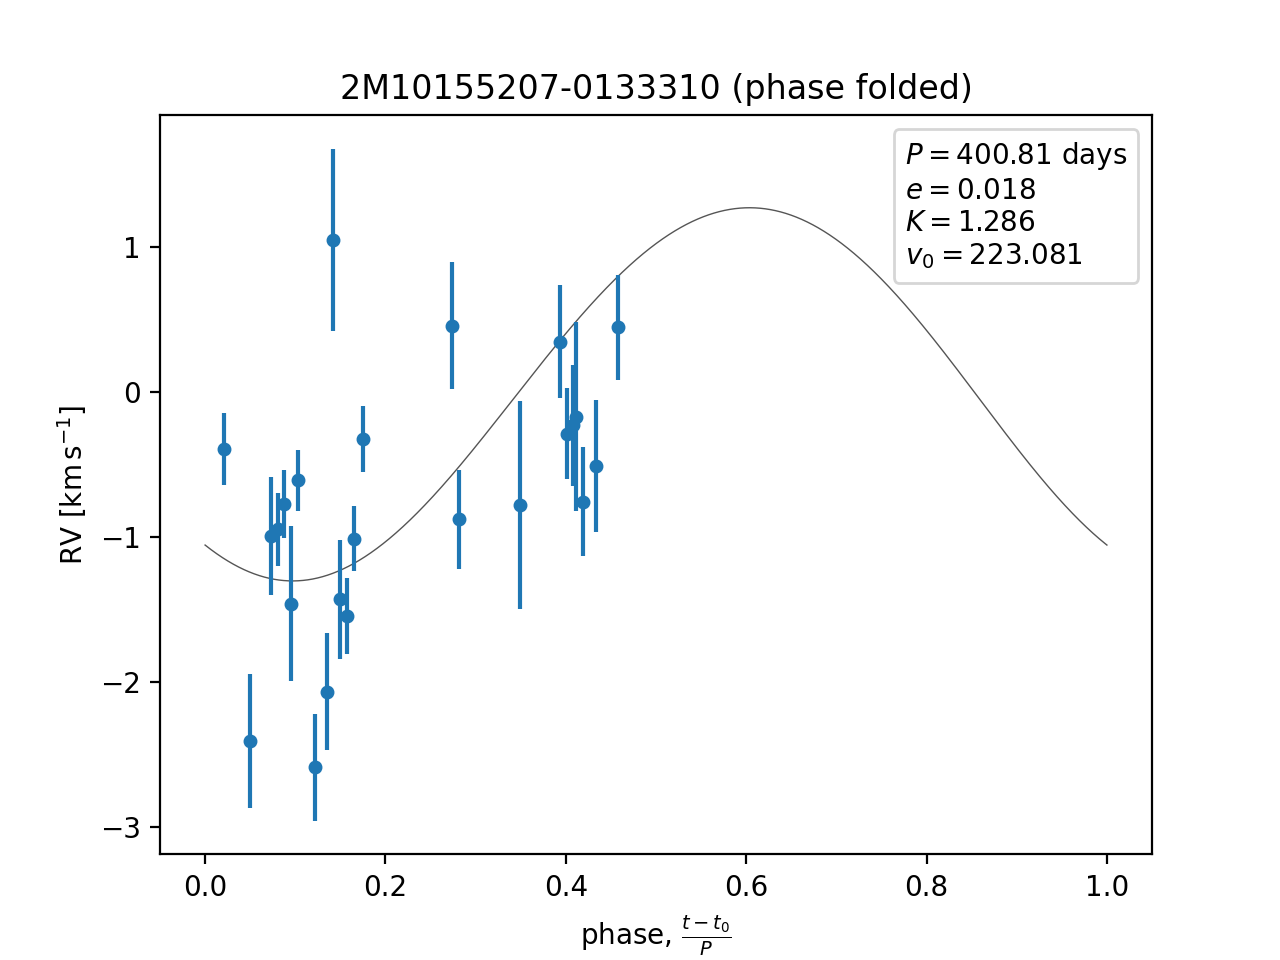 2M10155207-0133310 (phase folded)
P = 400.81 days
e = 0.018
K = 1.286
v₀ = 223.081
1
0
−1
−2
−3
RV [km s⁻¹]
0.0 0.2 0.4 0.6 0.8 1.0
phase, (t − t₀)/P